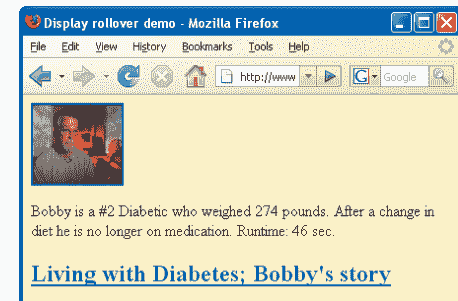 Display rollover demo - Mozilla Firefox
File Edit View History Bookmarks Tools Help
http://www G Google
Bobby is a #2 Diabetic who weighed 274 pounds. After a change in
diet he is no longer on medication. Runtime: 46 sec.
Living with Diabetes; Bobby's story